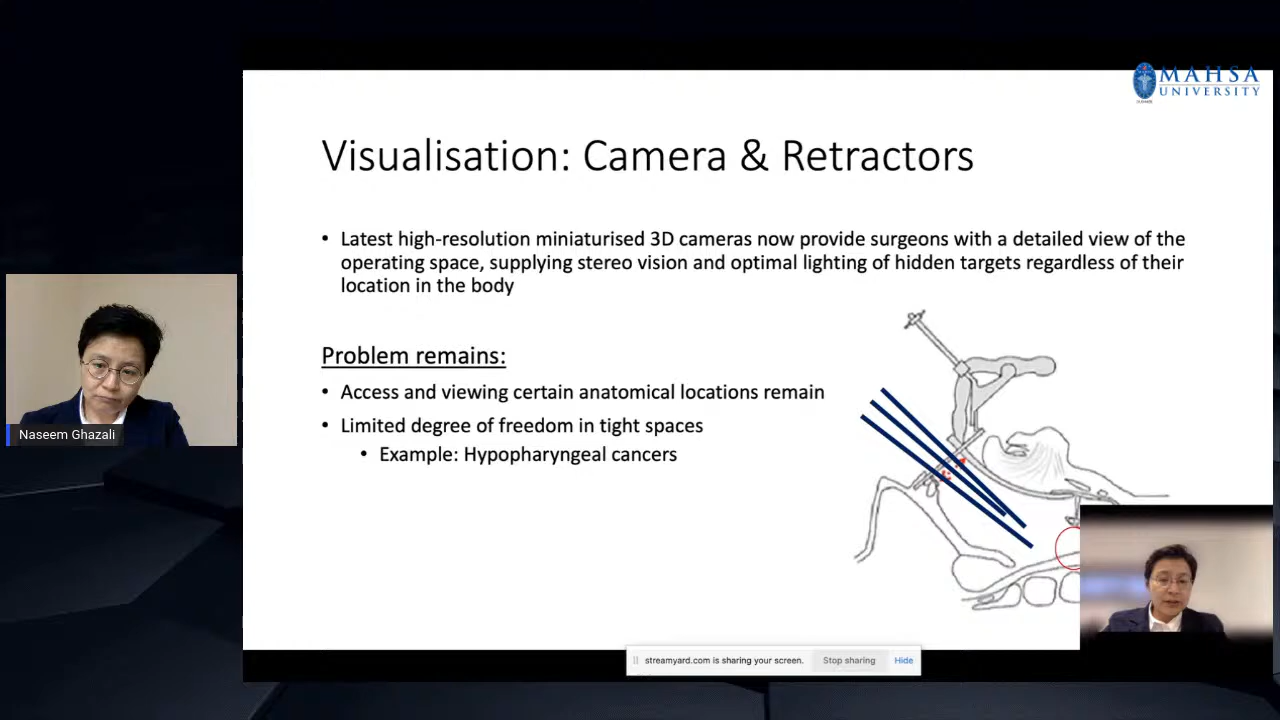 MAHSA
UNIVERSITY
Visualisation: Camera & Retractors
• Latest high-resolution miniaturised 3D cameras now provide surgeons with a detailed view of the
operating space, supplying stereo vision and optimal lighting of hidden targets regardless of their
location in the body
Problem remains:
• Access and viewing certain anatomical locations remain
• Limited degree of freedom in tight spaces
• Example: Hypopharyngeal cancers
Naseem Ghazali
streamyard.com is sharing your screen. Stop sharing Hide